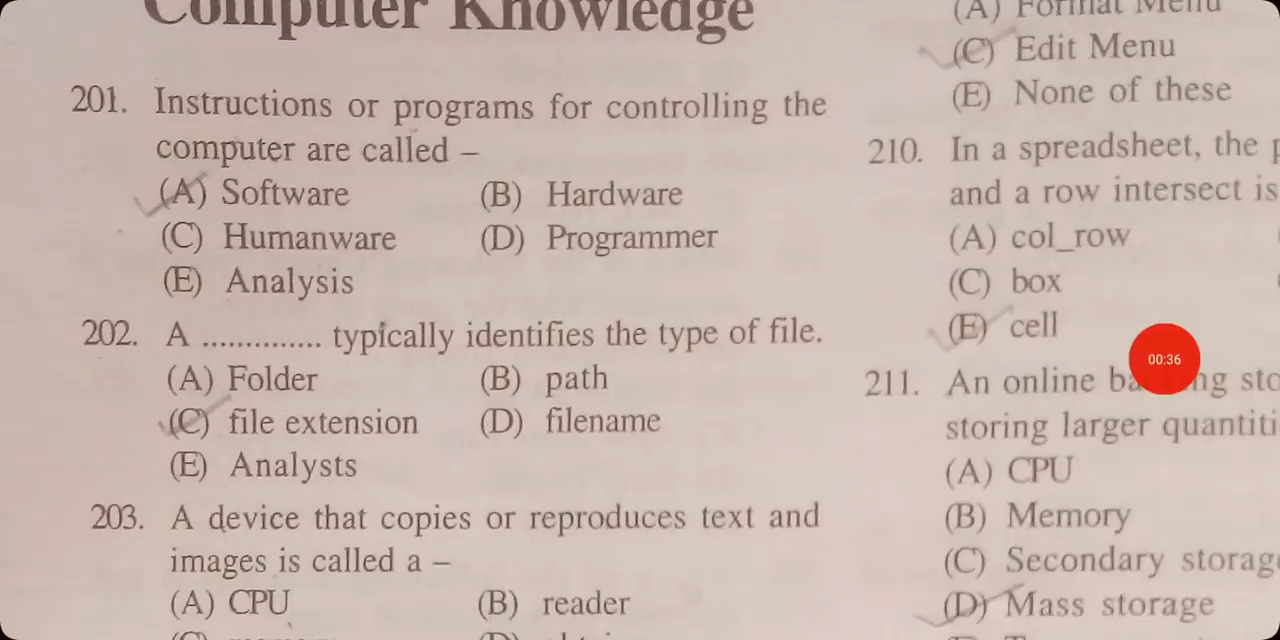 Computer Knowledge
201. Instructions or programs for controlling the
computer are called –
(A) Software (B) Hardware
(C) Humanware (D) Programmer
(E) Analysis
202. A .............. typically identifies the type of file.
(A) Folder (B) path
(C) file extension (D) filename
(E) Analysts
203. A device that copies or reproduces text and
images is called a –
(A) CPU (B) reader
(A) Format Menu
(C) Edit Menu
(E) None of these
210. In a spreadsheet, the
and a row intersect is
(A) col_row
(C) box
(E) cell
00:36
211. An online
storing larger
(A) CPU
(B) Memory
(C) Secondary
(D) Mass storage